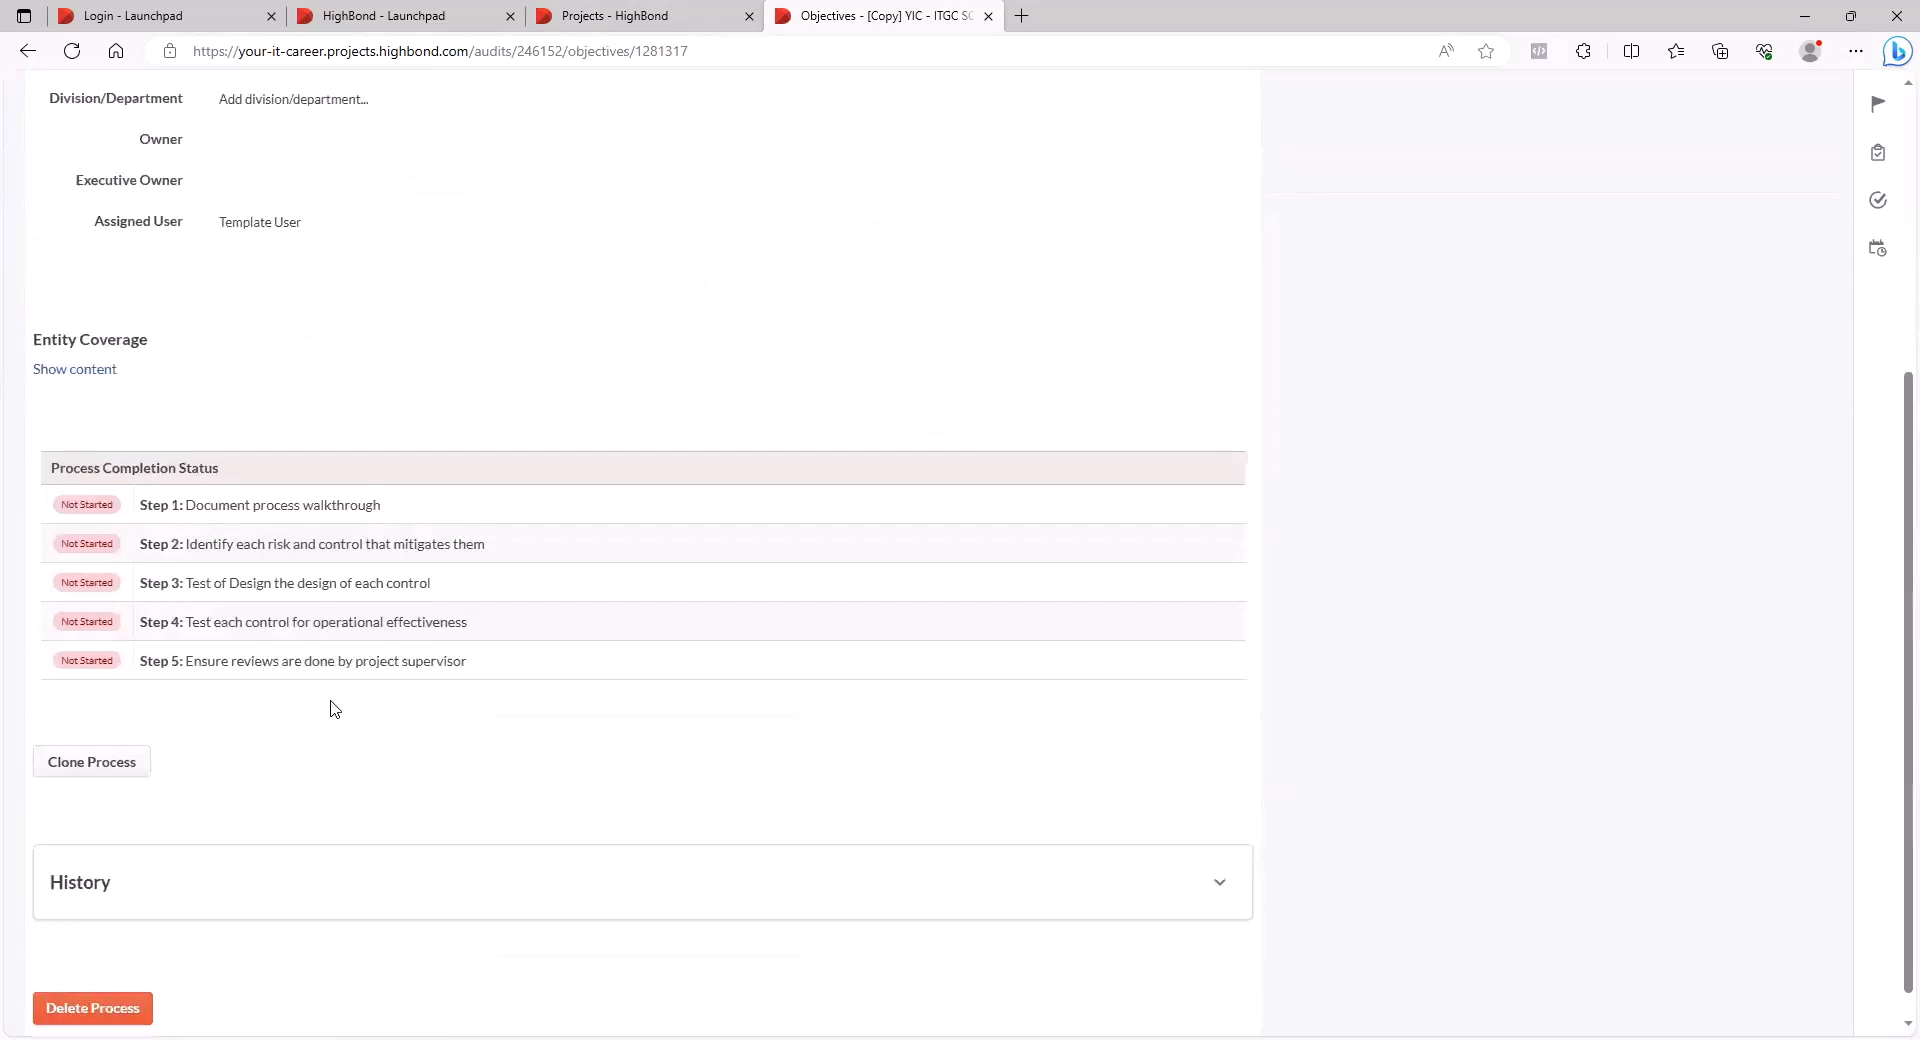 Login - Launchpad
HighBond - Launchpad
Projects - HighBond
Objectives - [Copy] YIC - ITGC SC
https://your-it-career.projects.highbond.com/audits/246152/objectives/1281317
Division/Department
Add division/department...
Owner
Executive Owner
Assigned User
Template User
Entity Coverage
Show content
Process Completion Status
Not Started
Step 1: Document process walkthrough
Not Started
Step 2: Identify each risk and control that mitigates them
Not Started
Step 3: Test of Design the design of each control
Not Started
Step 4: Test each control for operational effectiveness
Not Started
Step 5: Ensure reviews are done by project supervisor
Clone Process
History
Delete Process